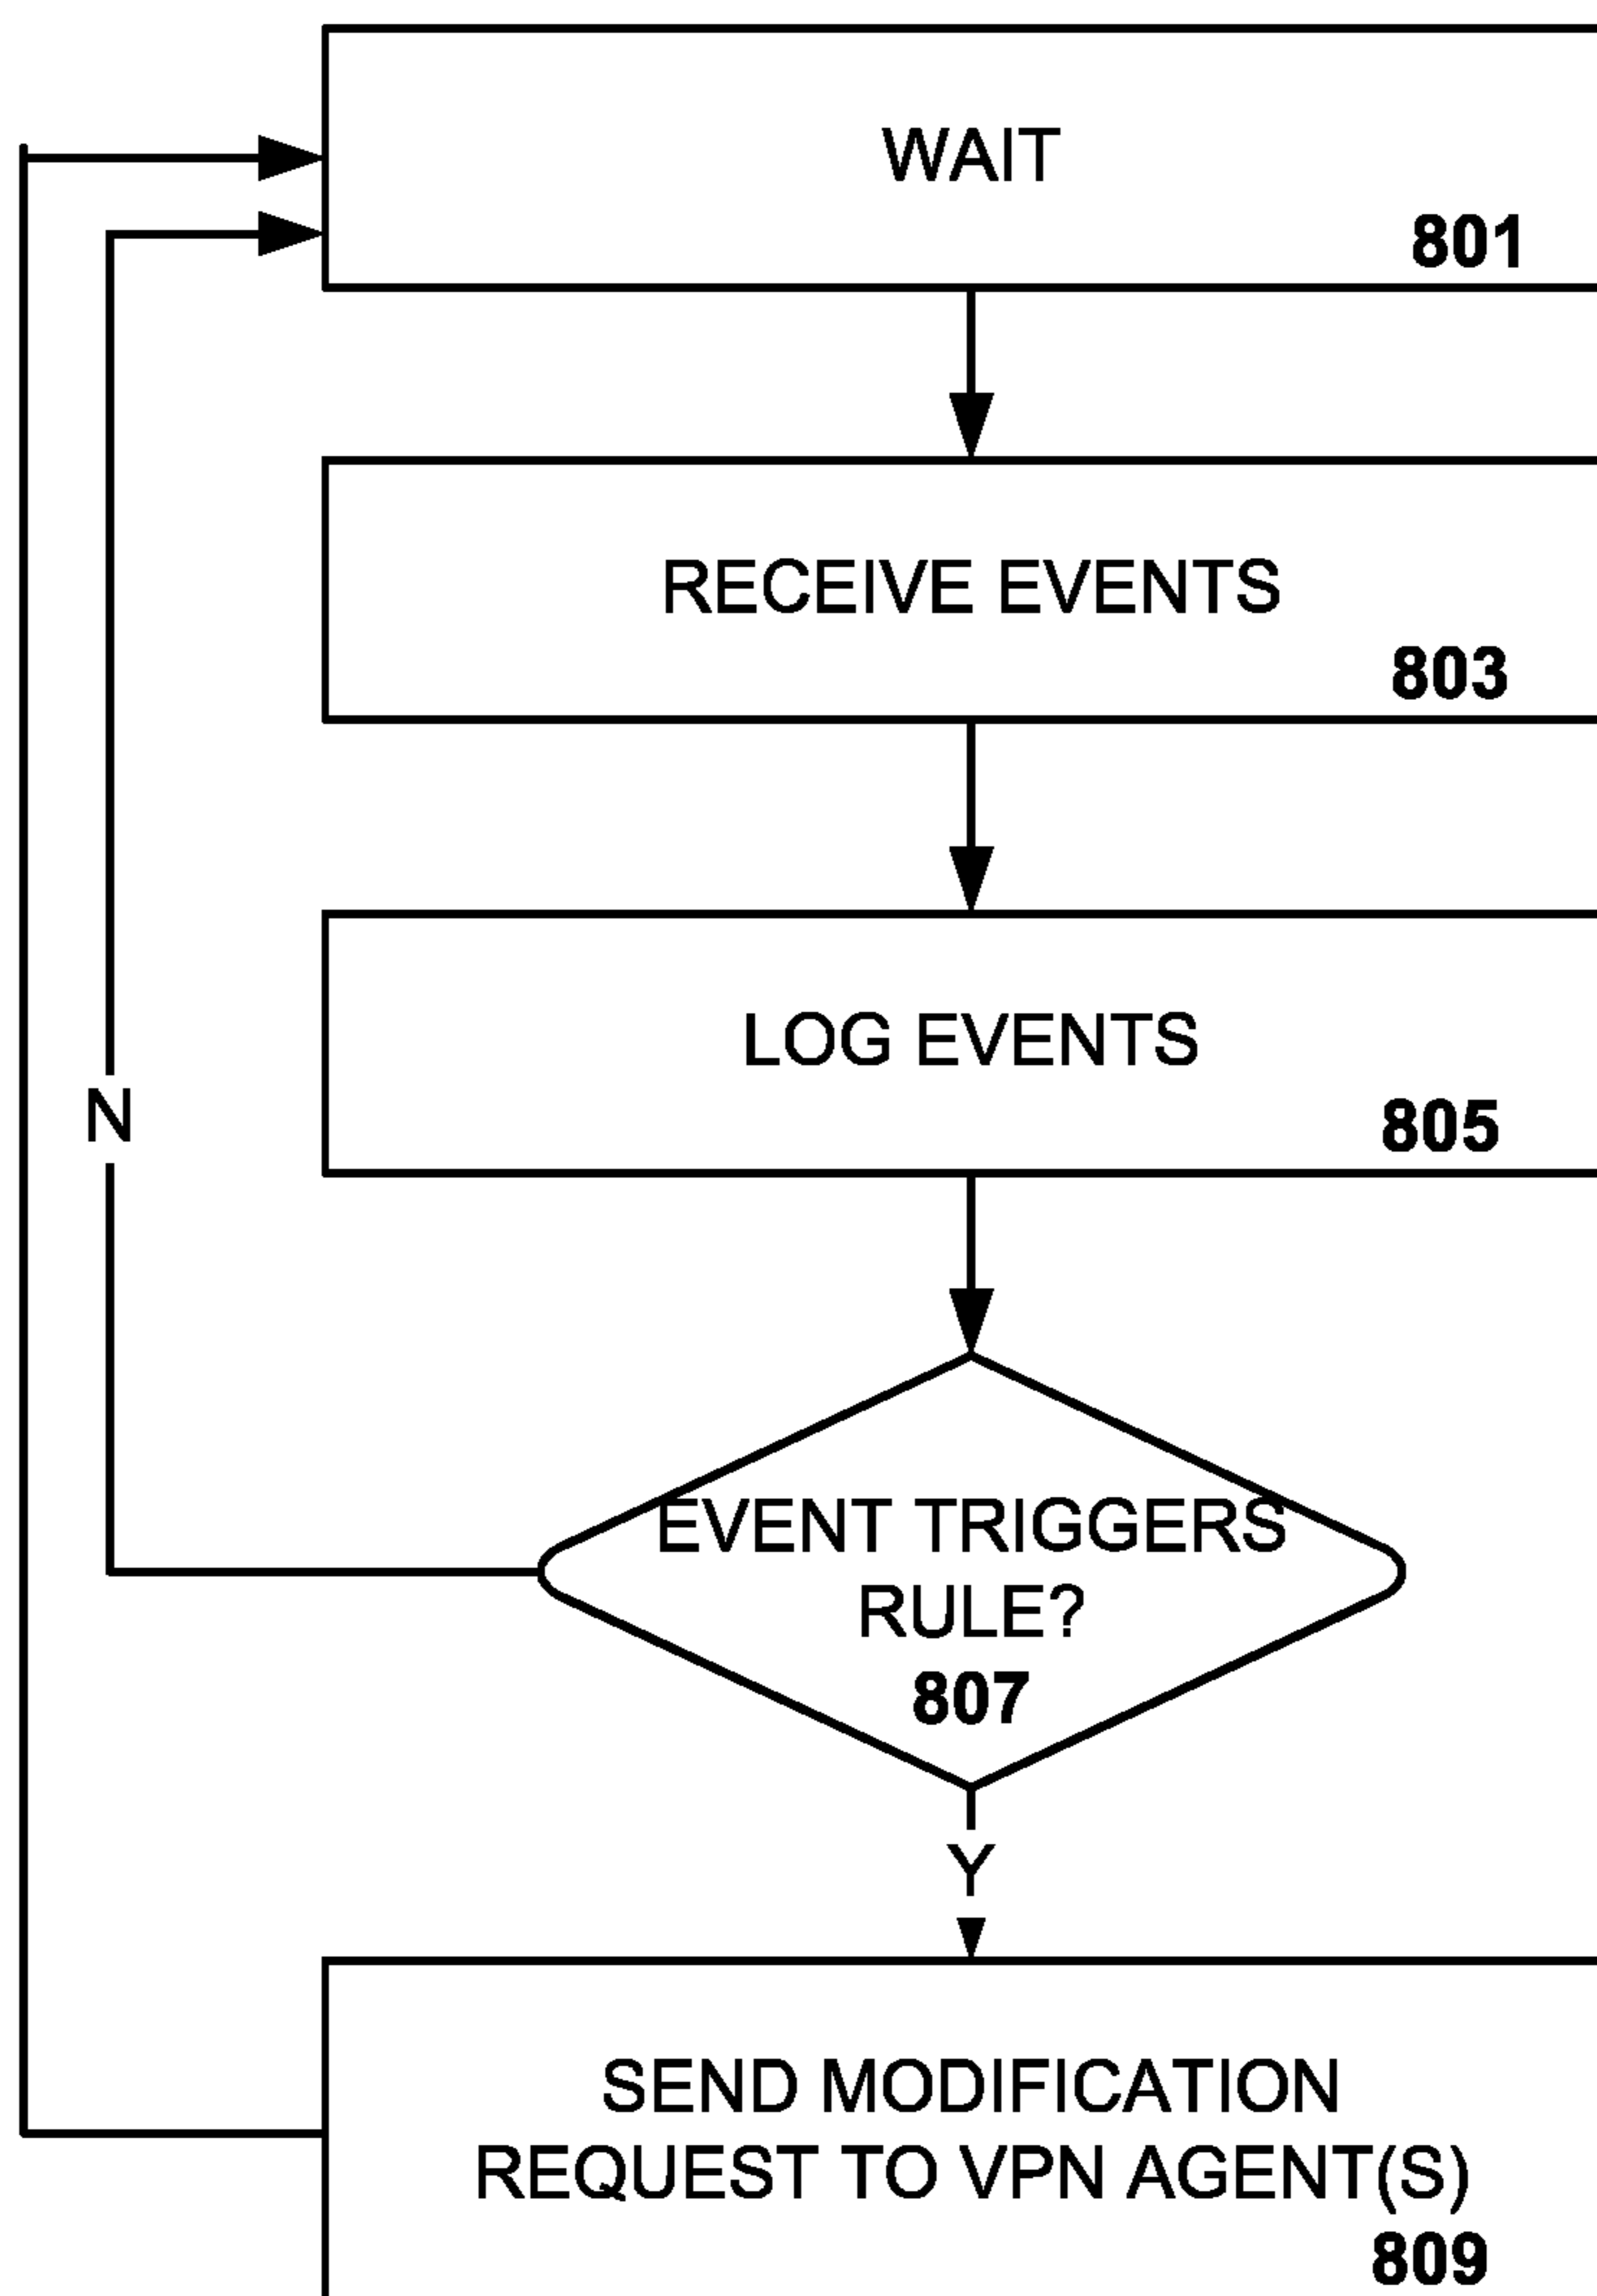 WAIT
801
RECEIVE EVENTS
803
LOG EVENTS
805
N
EVENT TRIGGERS
RULE?
807
Y
SEND MODIFICATION
REQUEST TO VPN AGENT(S)
809